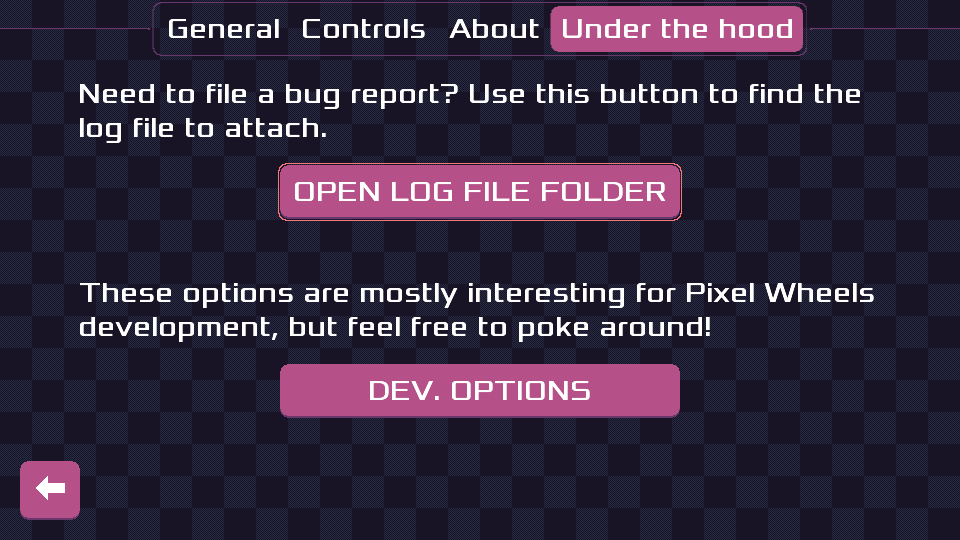 General Controls About Under the hood
Need to file a bug report? Use this button to find the
log file to attach.
OPEN LOG FILE FOLDER
These options are mostly interesting for Pixel Wheels
development, but feel free to poke around!
DEV. OPTIONS